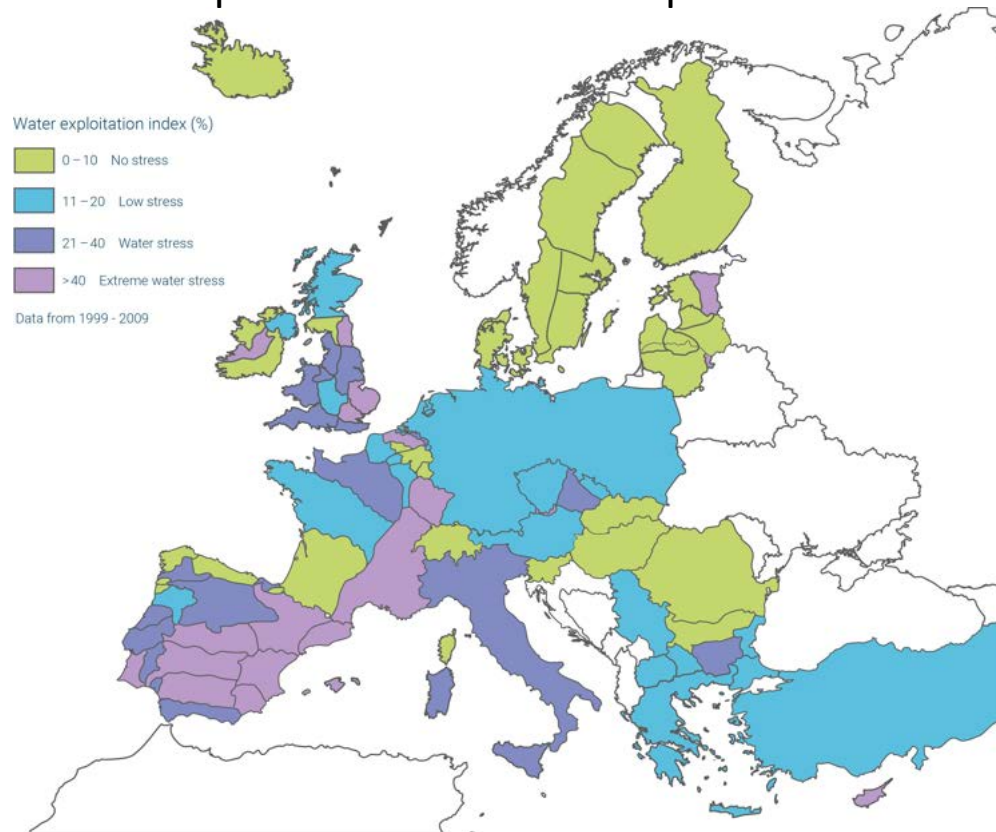 Water exploitation index (%)
0 – 10 No stress
11 – 20 Low stress
21 – 40 Water stress
>40 Extreme water stress
Data from 1999 - 2009